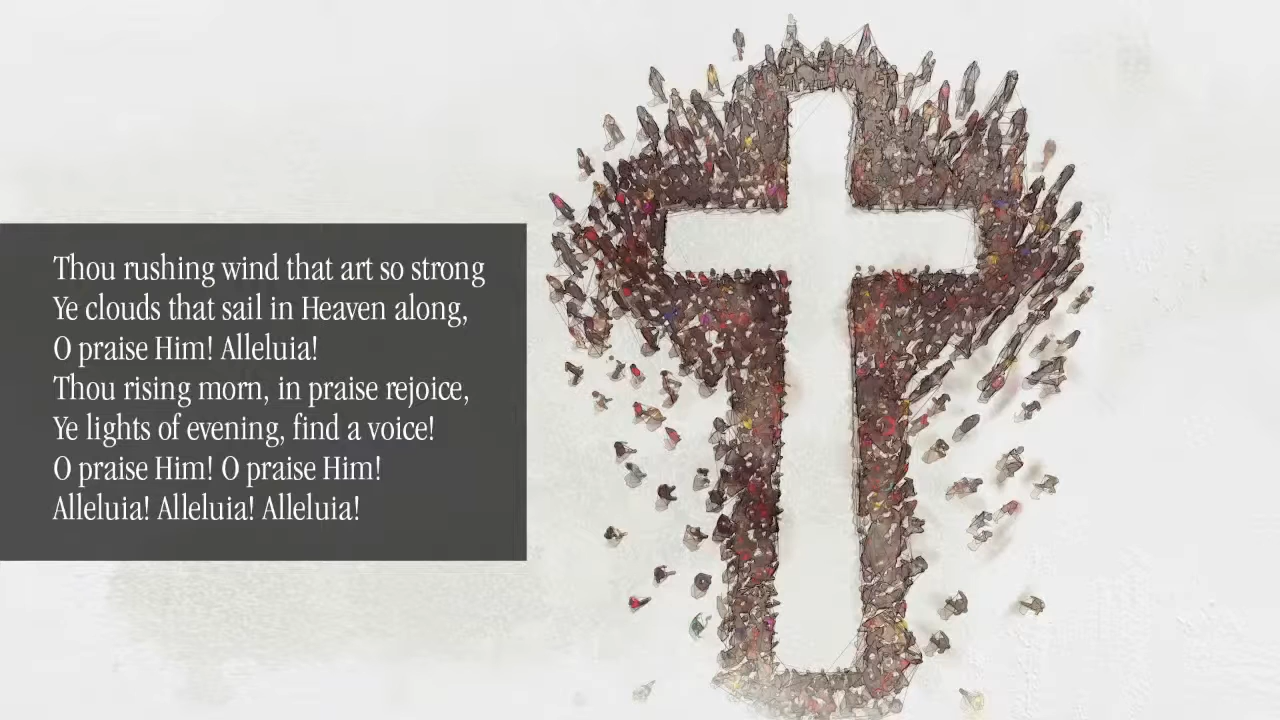 Thou rushing wind that art so strong
Ye clouds that sail in Heaven along,
O praise Him! Alleluia!
Thou rising morn, in praise rejoice,
Ye lights of evening, find a voice!
O praise Him! O praise Him!
Alleluia! Alleluia! Alleluia!